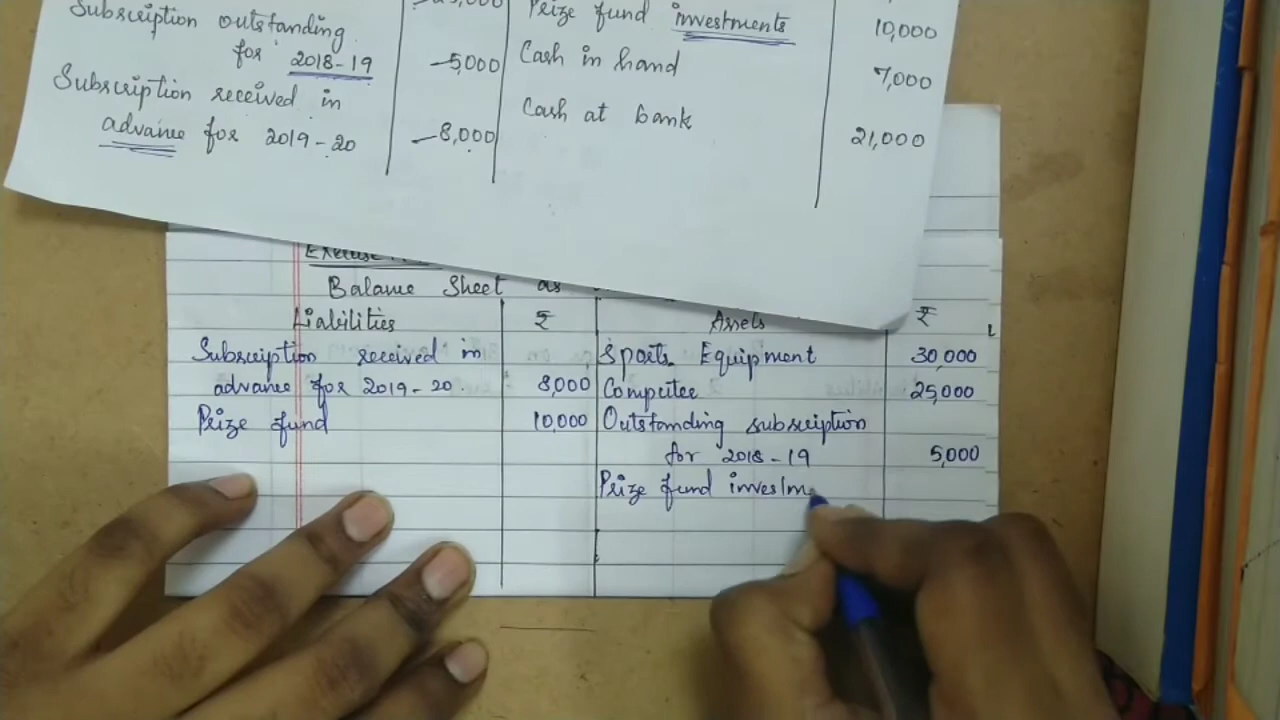 Subscription outstanding
for 2018-19 5,000
Subscription received in
advance for 2019-20 8,000
Prize fund investments 10,000
Cash in hand 7,000
Cash at bank 21,000
Balance Sheet as
Liabilities ₹ Assets ₹
Subscription received in
advance for 2019-20. 8,000
Prize fund 10,000
Sports Equipment 30,000
Computer 25,000
Outstanding subscription
for 2018-19 5,000
Prize fund investm